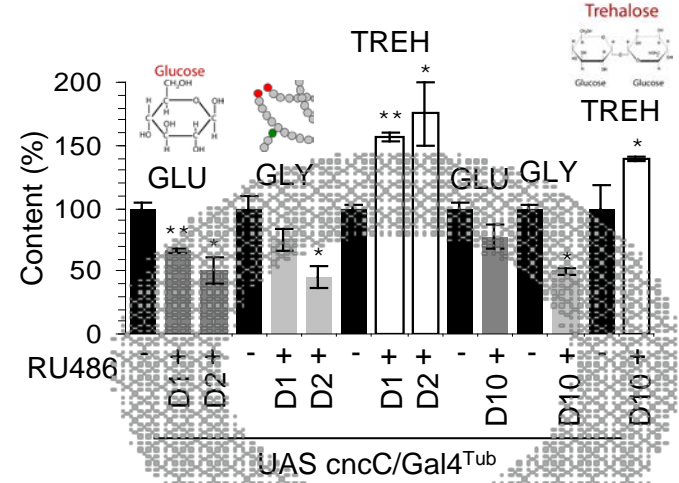 Trehalose
Glucose Glucose
TREH
Glucose
CH₂OH
TREH
GLU GLY GLU GLY
Content (%)
200
150
100
50
0
** * * ** * * *
RU486 - + + - + + - + + - + - + - +
D1 D2 D1 D2 D1 D2 D10 D10 D10
UAS cncC/Gal4ᵀᵘᵇ